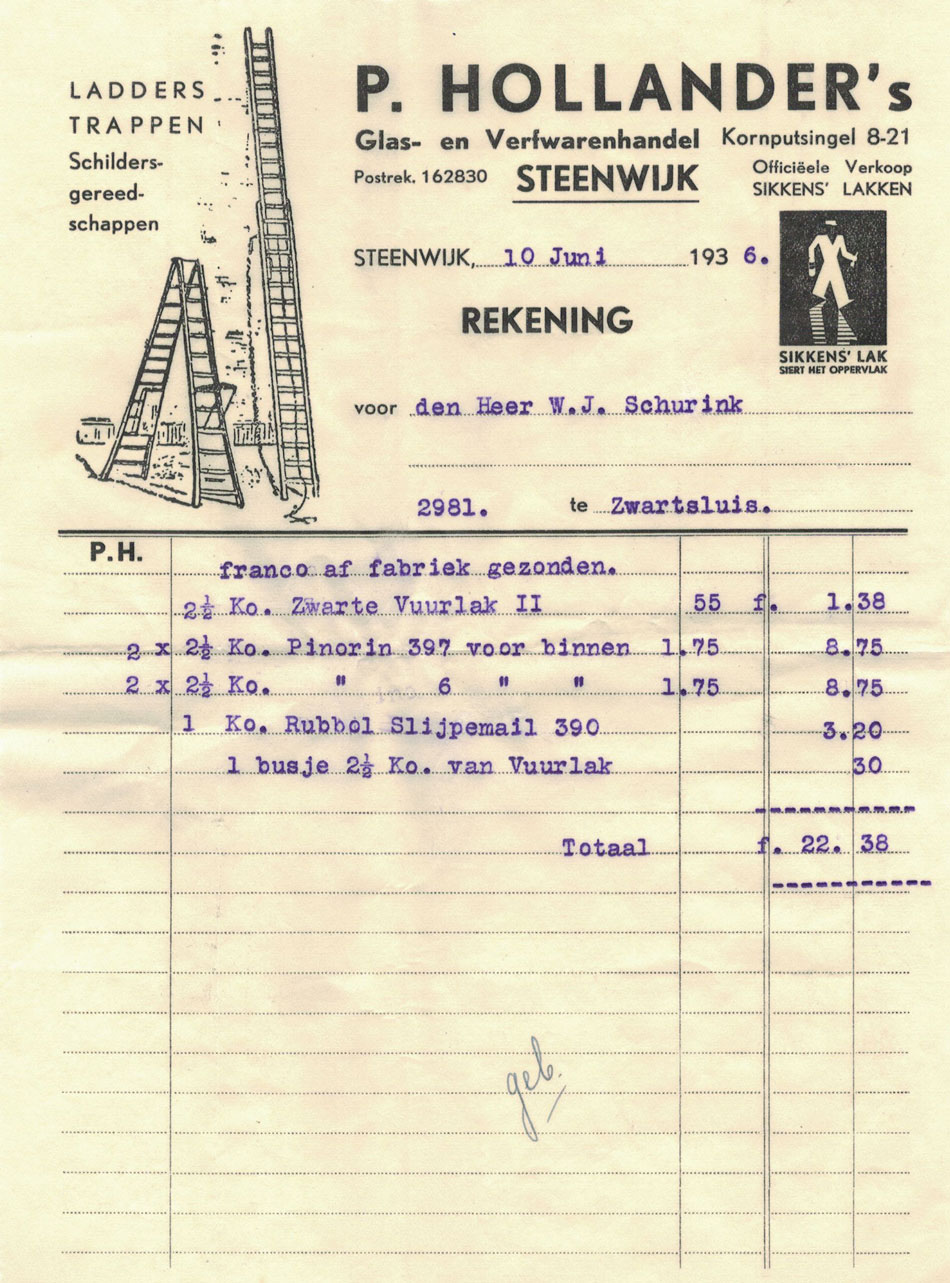 LADDERS
TRAPPEN
Schilders-
gereed-
schappen
P. HOLLANDER's
Glas- en Verfwarenhandel Kornputsingel 8-21
Postrek. 162830 STEENWIJK Officiëele Verkoop
SIKKENS' LAKKEN
STEENWIJK, 10 Juni 1936.
REKENING
SIKKENS' LAK
SIERT HET OPPERVLAK
voor den Heer W.J. Schurink
2981. te Zwartsluis.
P.H.
franco af fabriek gezonden.
2½ Ko. Zwarte Vuurlak II 55 f. 1.38
2 x 2½ Ko. Pinorin 397 voor binnen 1.75 8.75
2 x 2½ Ko. " 6 " " 1.75 8.75
1 Ko. Rubbol Slijpemail 390 3.20
1 busje 2½ Ko. van Vuurlak 30
Totaal f. 22. 38
geb.